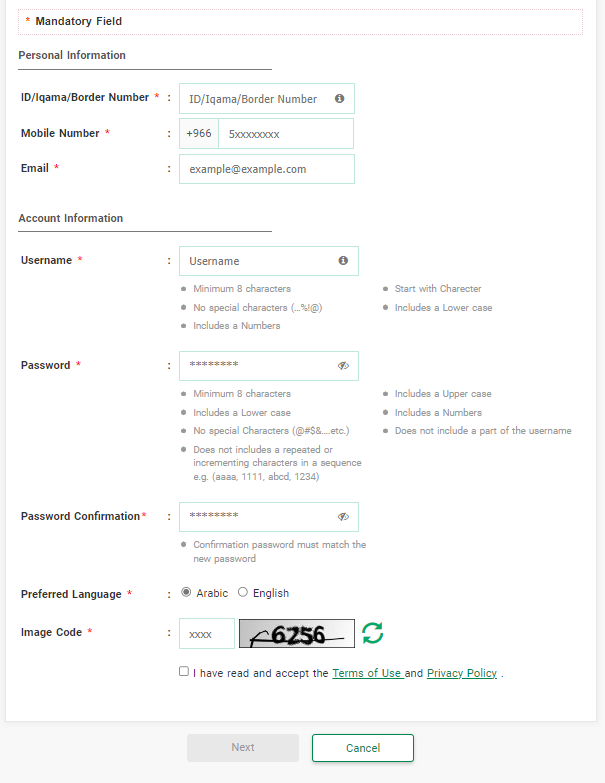 * Mandatory Field
Personal Information
ID/Iqama/Border Number * : ID/Iqama/Border Number
Mobile Number * : +966 5xxxxxxxx
Email * : example@example.com
Account Information
Username * : Username
Minimum 8 characters Start with Charecter
No special characters (...%!@) Includes a Lower case
Includes a Numbers
Password * : ********
Minimum 8 characters Includes a Upper case
Includes a Lower case Includes a Numbers
No special Characters (@#$&....etc.) Does not include a part of the username
Does not includes a repeated or
incrementing characters in a sequence
e.g. (aaaa, 1111, abcd, 1234)
Password Confirmation* : ********
Confirmation password must match the
new password
Preferred Language * : Arabic English
Image Code * : xxxx 6256
I have read and accept the Terms of Use and Privacy Policy .
Next Cancel